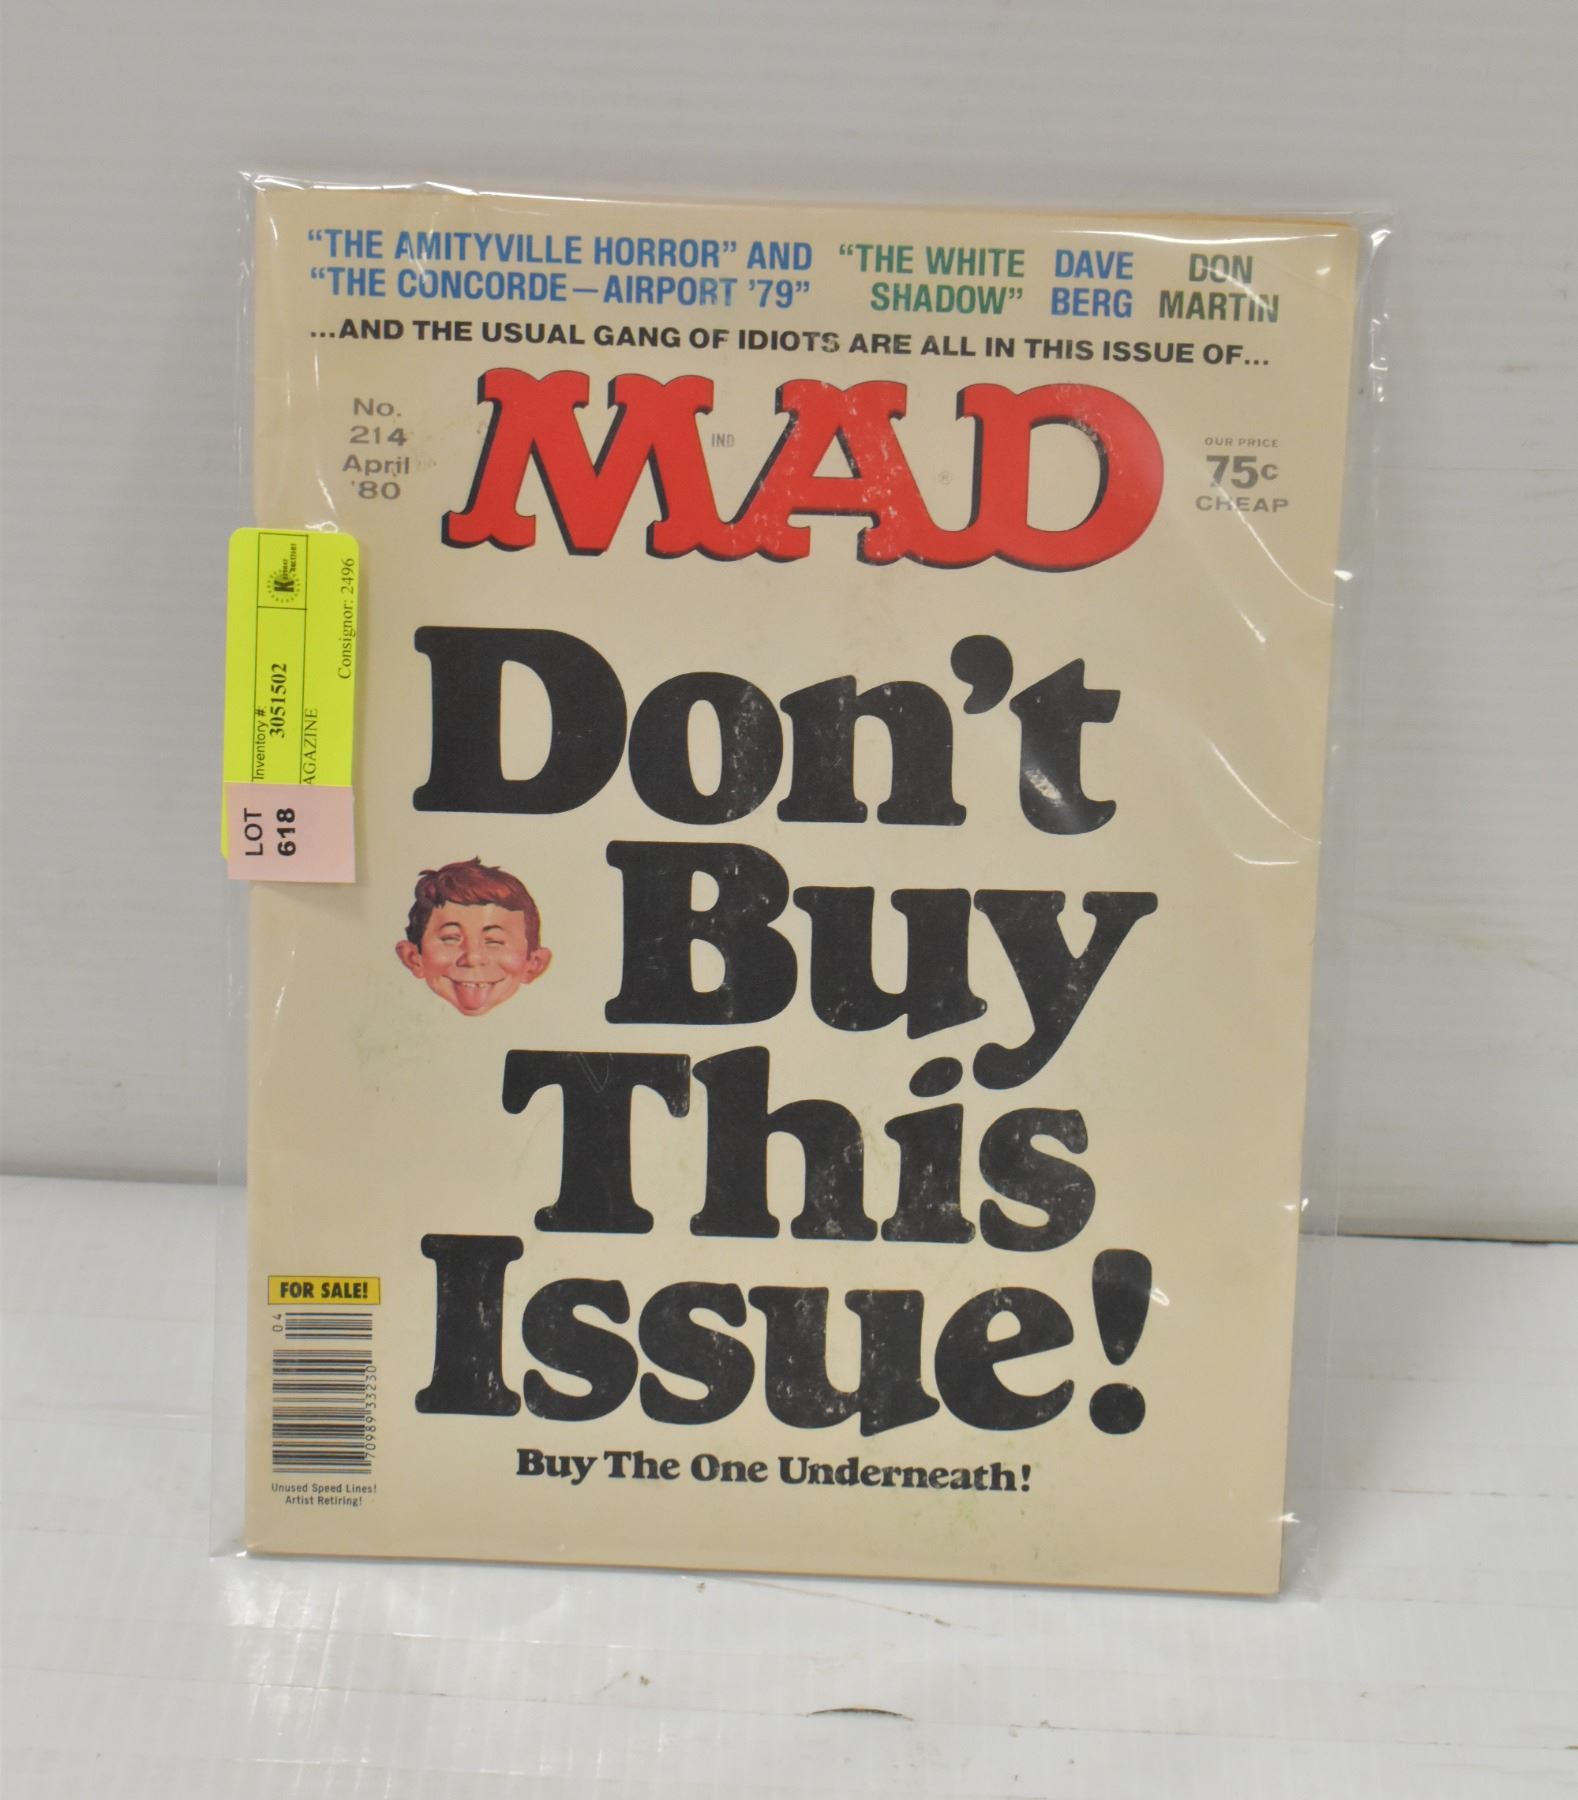 “THE AMITYVILLE HORROR” AND
“THE CONCORDE—AIRPORT ’79”
“THE WHITE
SHADOW”
DAVE
BERG
DON
MARTIN
...AND THE USUAL GANG OF IDIOTS ARE ALL IN THIS ISSUE OF...
No.
214
April
’80
MAD
IND
®
OUR PRICE
75c
CHEAP
Inventory #:
3051502
Consignor: 2496
AGAZINE
LOT
618
Don’t
Buy
This
Issue!
Buy The One Underneath!
FOR SALE!
04
70989 33230
Unused Speed Lines!
Artist Retiring!